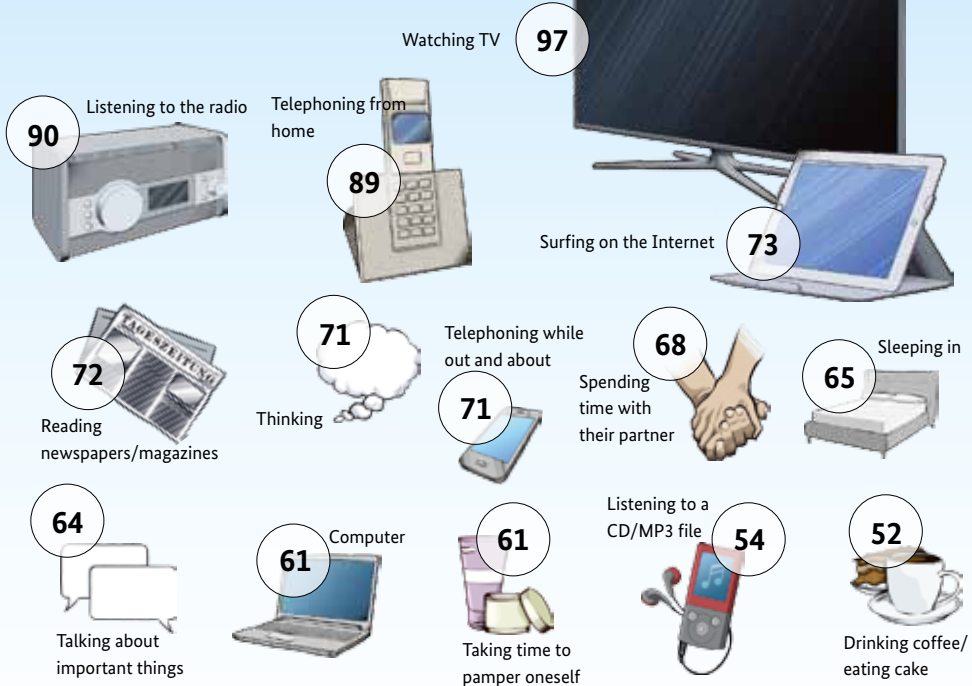 Watching TV
97
Listening to the radio
90
Telephoning from
home
89
Surfing on the Internet
73
TAGESZEITUNG
72
Reading
newspapers/magazines
71
Thinking
Telephoning while
out and about
71
68
Spending
time with
their partner
Sleeping in
65
64
Talking about
important things
Computer
61
61
Taking time to
pamper oneself
Listening to a
CD/MP3 file
54
52
Drinking coffee/
eating cake